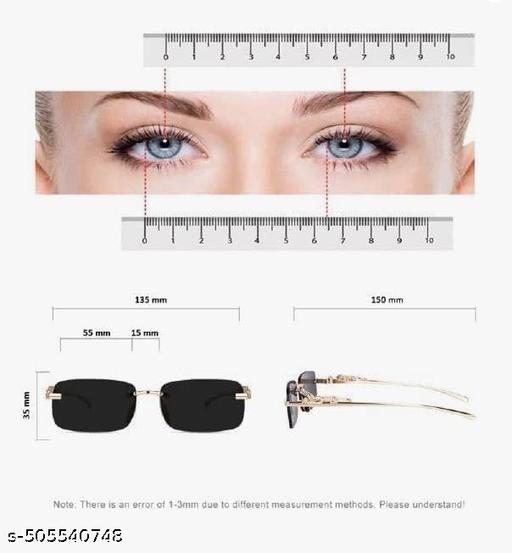 0 1 2 3 4 5 6 7 8 9 10
0 1 2 3 4 5 6 7 8 9 10
135 mm
150 mm
55 mm 15 mm
35 mm
Note: There is an error of 1-3mm due to different measurement methods. Please understand!
s-505540748